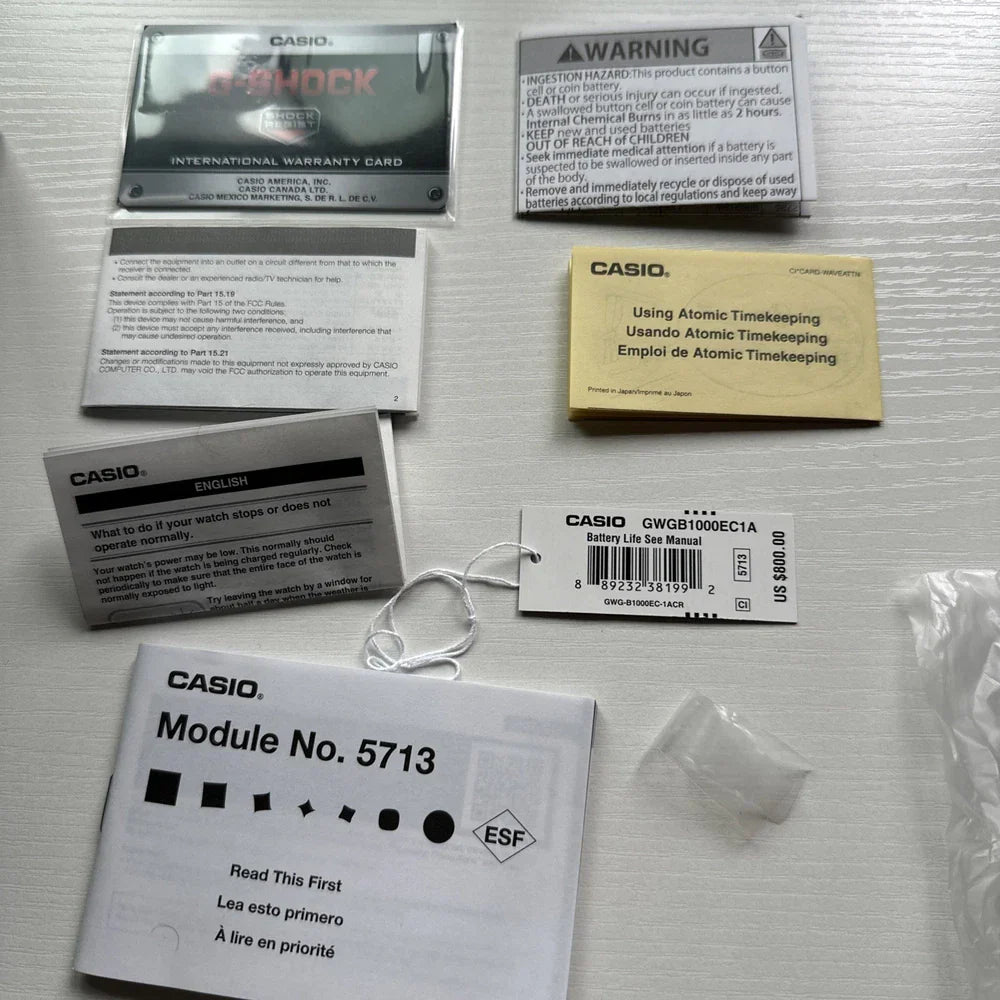 CASIO®
G-SHOCK
SHOCK
RESIST
INTERNATIONAL WARRANTY CARD
CASIO AMERICA, INC.
CASIO CANADA LTD.
CASIO MEXICO MARKETING, S. DE R. L. DE C.V.
⚠WARNING
• INGESTION HAZARD:This product contains a button
cell or coin battery.
• DEATH or serious injury can occur if ingested.
• A swallowed button cell or coin battery can cause
Internal Chemical Burns in as little as 2 hours.
• KEEP new and used batteries
OUT OF REACH of CHILDREN
• Seek immediate medical attention if a battery is
suspected to be swallowed or inserted inside any part
of the body.
• Remove and immediately recycle or dispose of used
batteries according to local regulations and keep away
• Connect the equipment into an outlet on a circuit different from that to which the
receiver is connected.
• Consult the dealer or an experienced radio/TV technician for help.
Statement according to Part 15.19
This device complies with Part 15 of the FCC Rules.
Operation is subject to the following two conditions:
(1) this device may not cause harmful interference, and
(2) this device must accept any interference received, including interference that
may cause undesired operation.
Statement according to Part 15.21
Changes or modifications made to this equipment not expressly approved by CASIO
COMPUTER CO., LTD. may void the FCC authorization to operate this equipment.
2
CASIO®
CI*CARD-WAVEATTN
Using Atomic Timekeeping
Usando Atomic Timekeeping
Emploi de Atomic Timekeeping
Printed in Japan/Imprimé au Japon
CASIO®
ENGLISH
What to do if your watch stops or does not
operate normally.
Your watch's power may be low. This normally should
not happen if the watch is being charged regularly. Check
periodically to make sure that the entire face of the watch is
normally exposed to light.
Try leaving the watch by a window for
about half a day when the weather is
CASIO GWGB1000EC1A
Battery Life See Manual
8 89232 38199 2
GWG-B1000EC-1ACR
5713
CI
US $800.00
CASIO®
Module No. 5713
ESF
Read This First
Lea esto primero
À lire en priorité